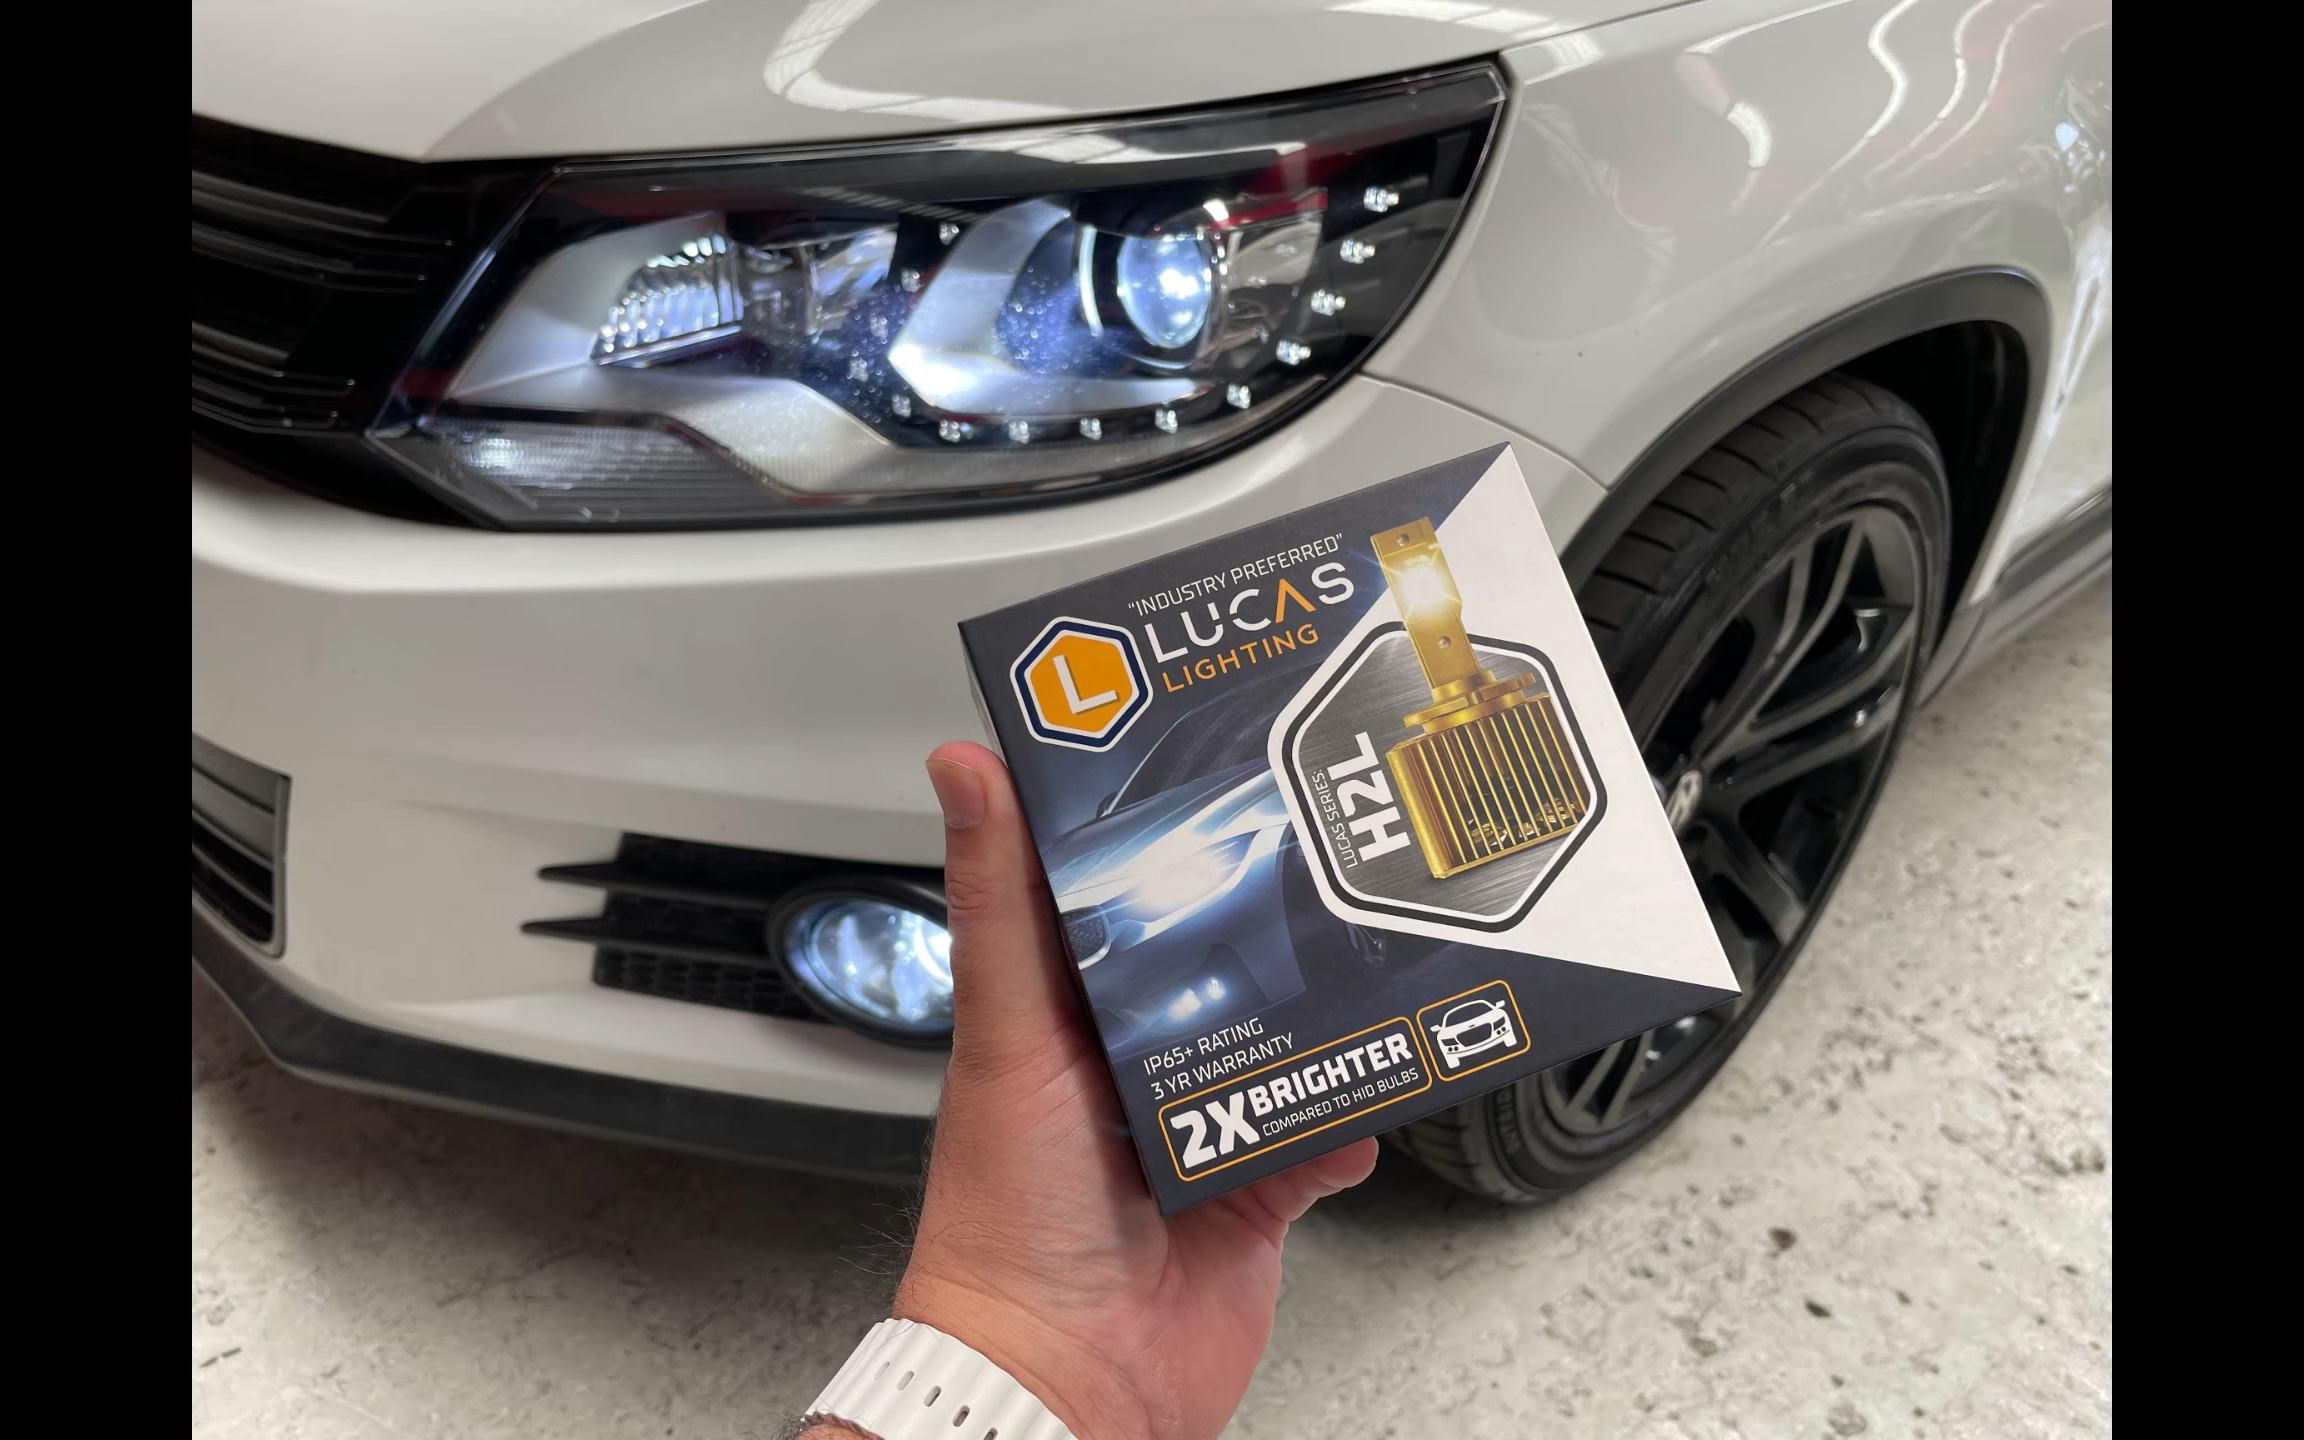 "INDUSTRY PREFERRED"
LUCAS
LIGHTING
L
LUCAS SERIES:
H2L
IP65+ RATING
3 YR WARRANTY
2X BRIGHTER
COMPARED TO HID BULBS